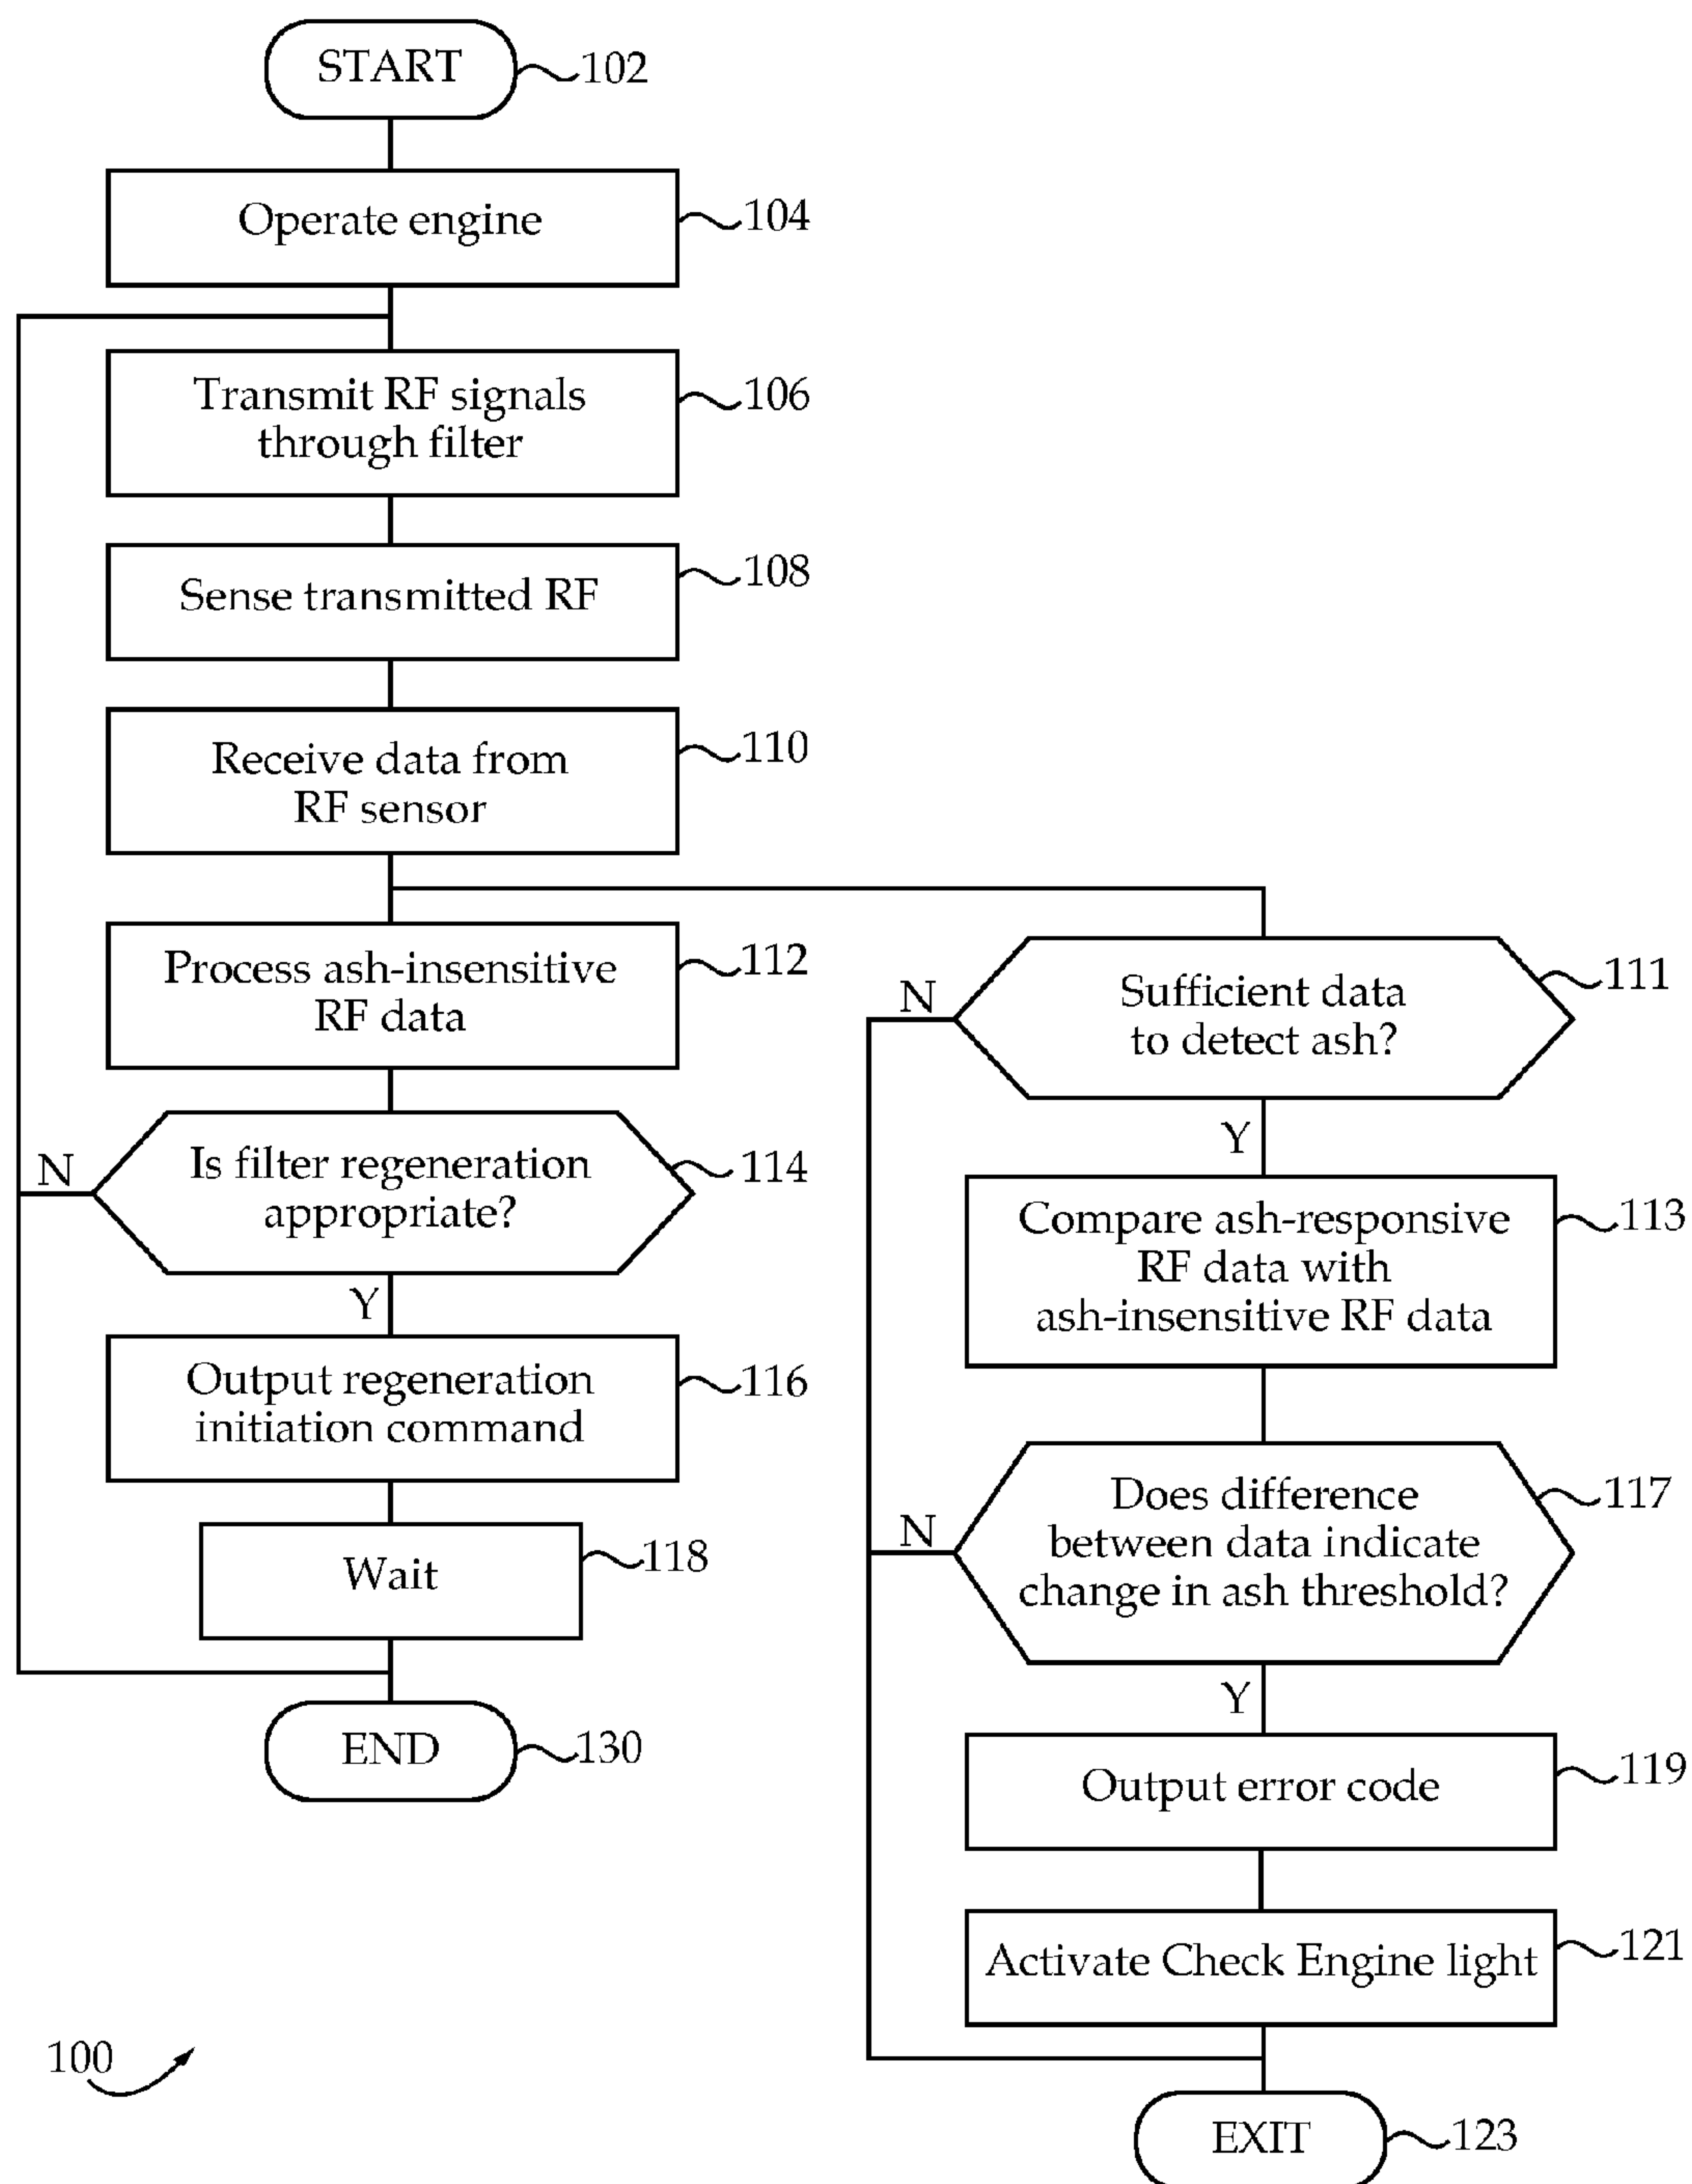 START
102
Operate engine
104
Transmit RF signals
through filter
106
Sense transmitted RF
108
Receive data from
RF sensor
110
Process ash-insensitive
RF data
112
Is filter regeneration
appropriate?
114
N
Y
Output regeneration
initiation command
116
Wait
118
END
130
Sufficient data
to detect ash?
111
N
Y
Compare ash-responsive
RF data with
ash-insensitive RF data
113
Does difference
between data indicate
change in ash threshold?
117
N
Y
Output error code
119
Activate Check Engine light
121
EXIT
123
100